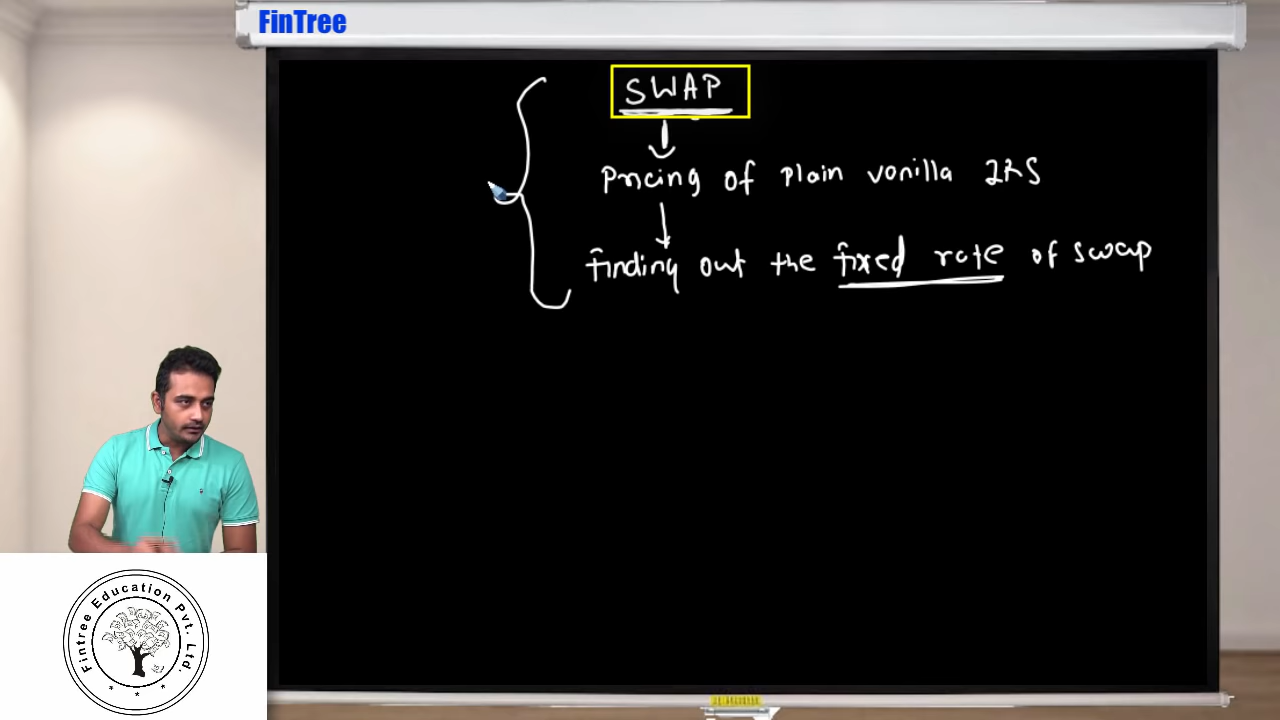 FinTree
SWAP
Pricing of plain vanilla IRS
Finding out the fixed rate of swap
Fintree Education Pvt. Ltd.